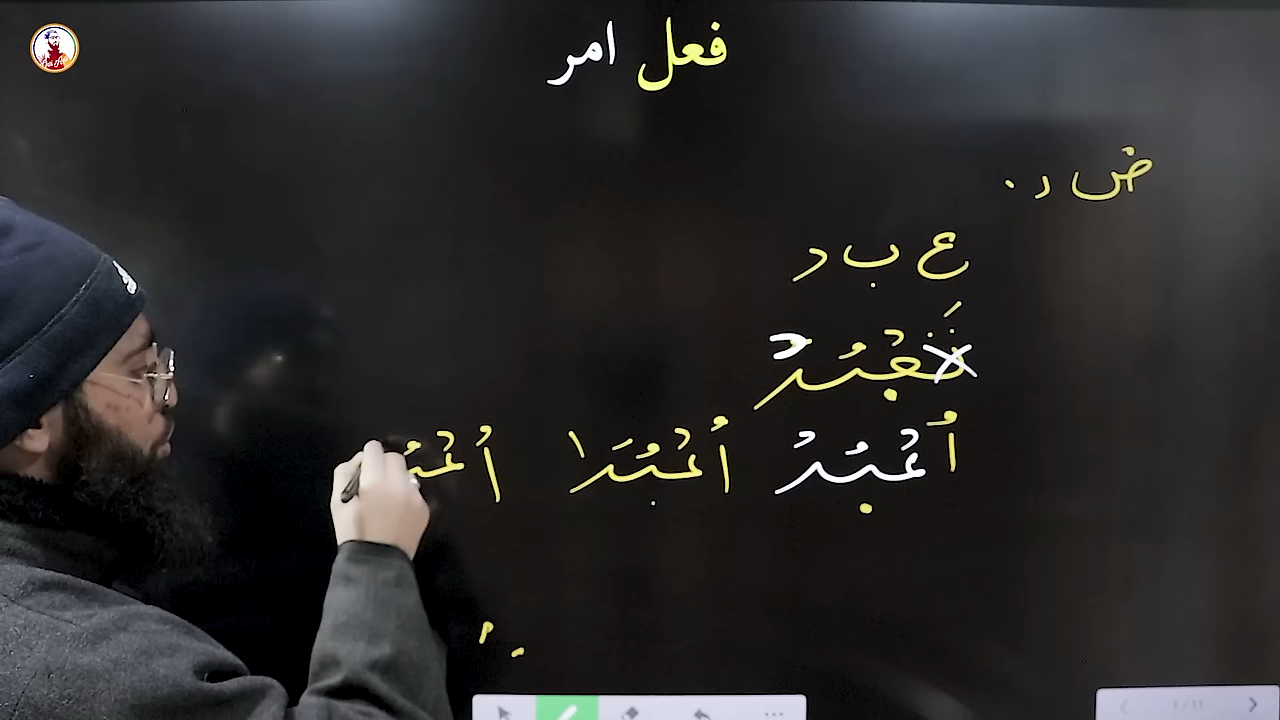 فعل امر
ض
ع ب د
تَعْبُدُ
اُعْبُدْ اُعْبُدَا اُعْبُ